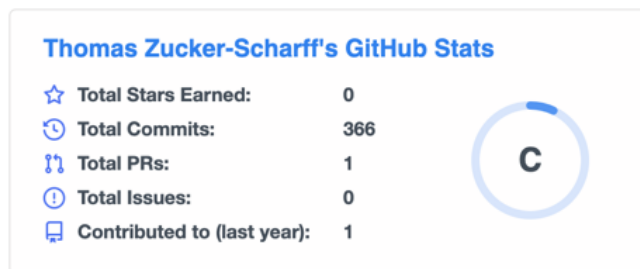 Thomas Zucker-Scharff's GitHub Stats
Total Stars Earned: 0
Total Commits: 366
Total PRs: 1
Total Issues: 0
Contributed to (last year): 1
C